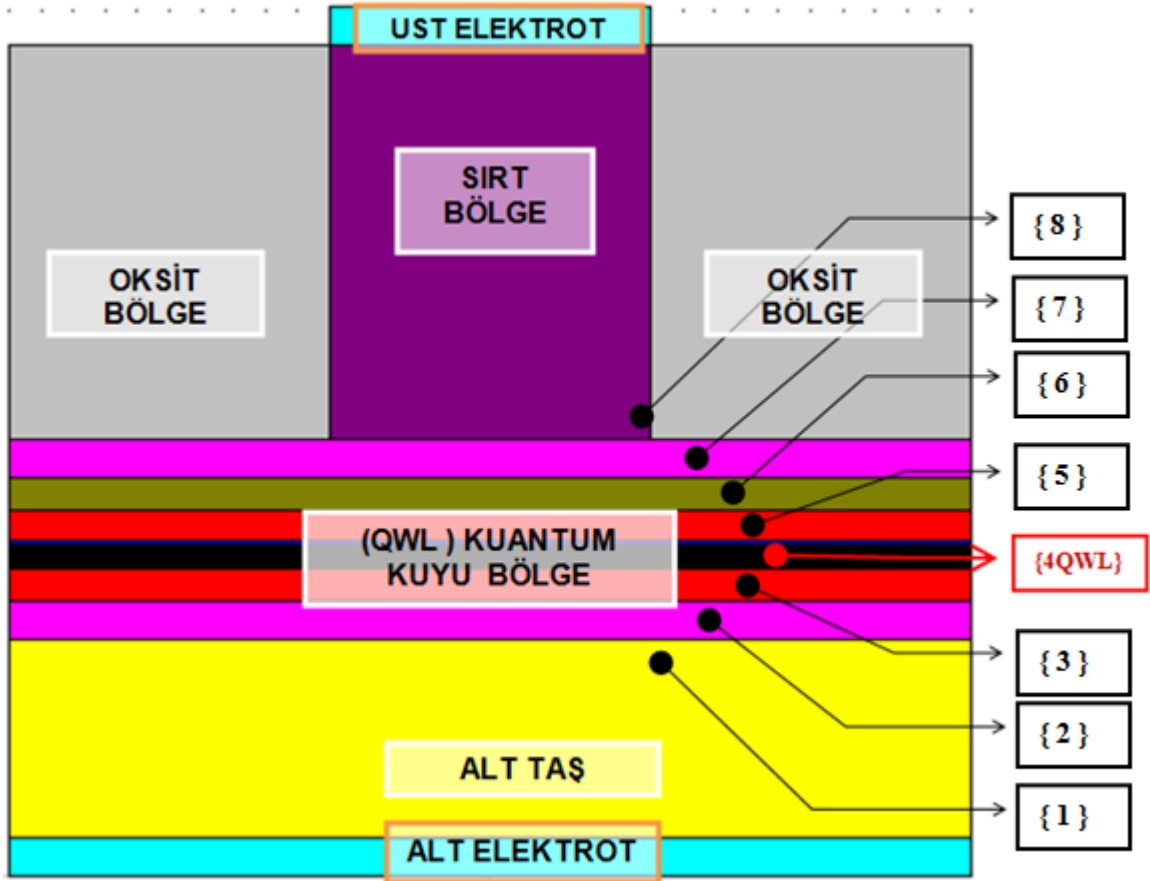 UST ELEKTROT
SIRT
BÖLGE
OKSİT
BÖLGE
OKSİT
BÖLGE
{ 8 }
{ 7 }
{ 6 }
{ 5 }
(QWL ) KUANTUM
KUYU BÖLGE
{4QWL}
{ 3 }
{ 2 }
{ 1 }
ALT TAŞ
ALT ELEKTROT